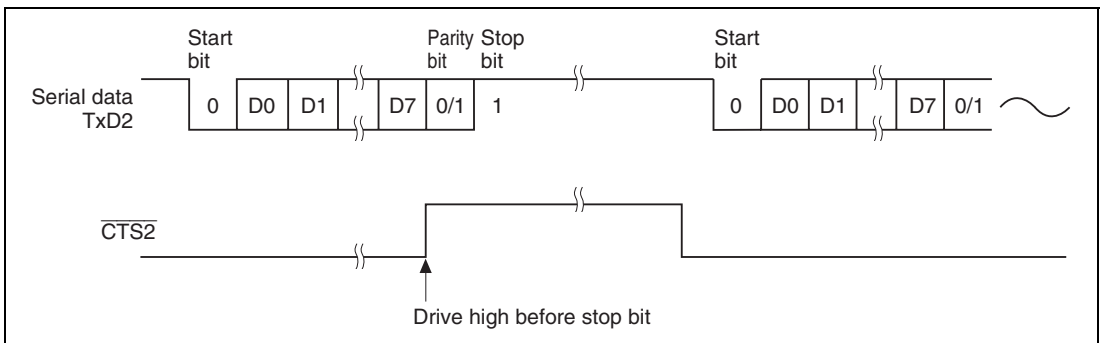 Start bit
Parity bit
Stop bit
Start bit
Serial data TxD2
0 D0 D1 D7 0/1 1 0 D0 D1 D7 0/1
CTS2
Drive high before stop bit